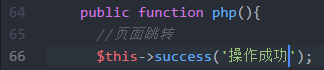 64 public function php(){
65 //页面跳转
66 $this->success('操作成功');